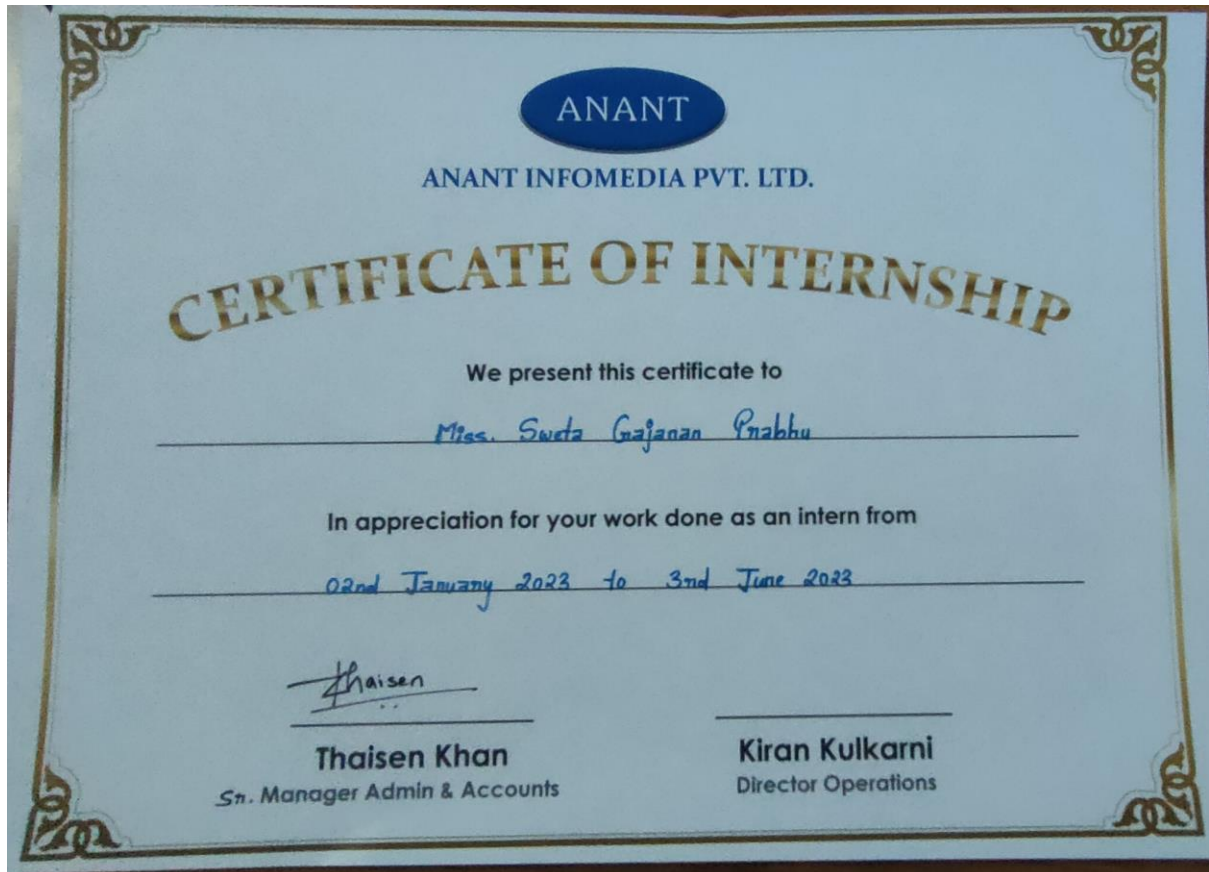 ANANT
ANANT INFOMEDIA PVT. LTD.
CERTIFICATE OF INTERNSHIP
We present this certificate to
Miss. Sweta Gajanan Prabhu
In appreciation for your work done as an intern from
02nd January 2023 to 3rd June 2023
Thaisen
Thaisen Khan
Kiran Kulkarni
Sr. Manager Admin & Accounts
Director Operations